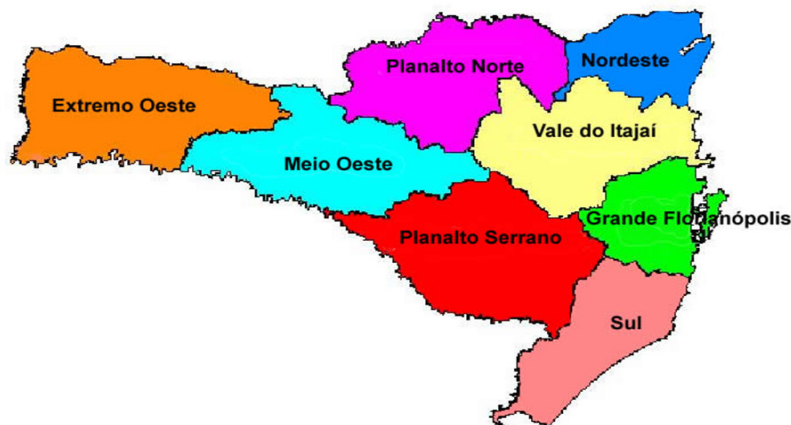 Planalto Norte
Nordeste
Extremo Oeste
Vale do Itajaí
Meio Oeste
Grande Florianópolis
Planalto Serrano
Sul